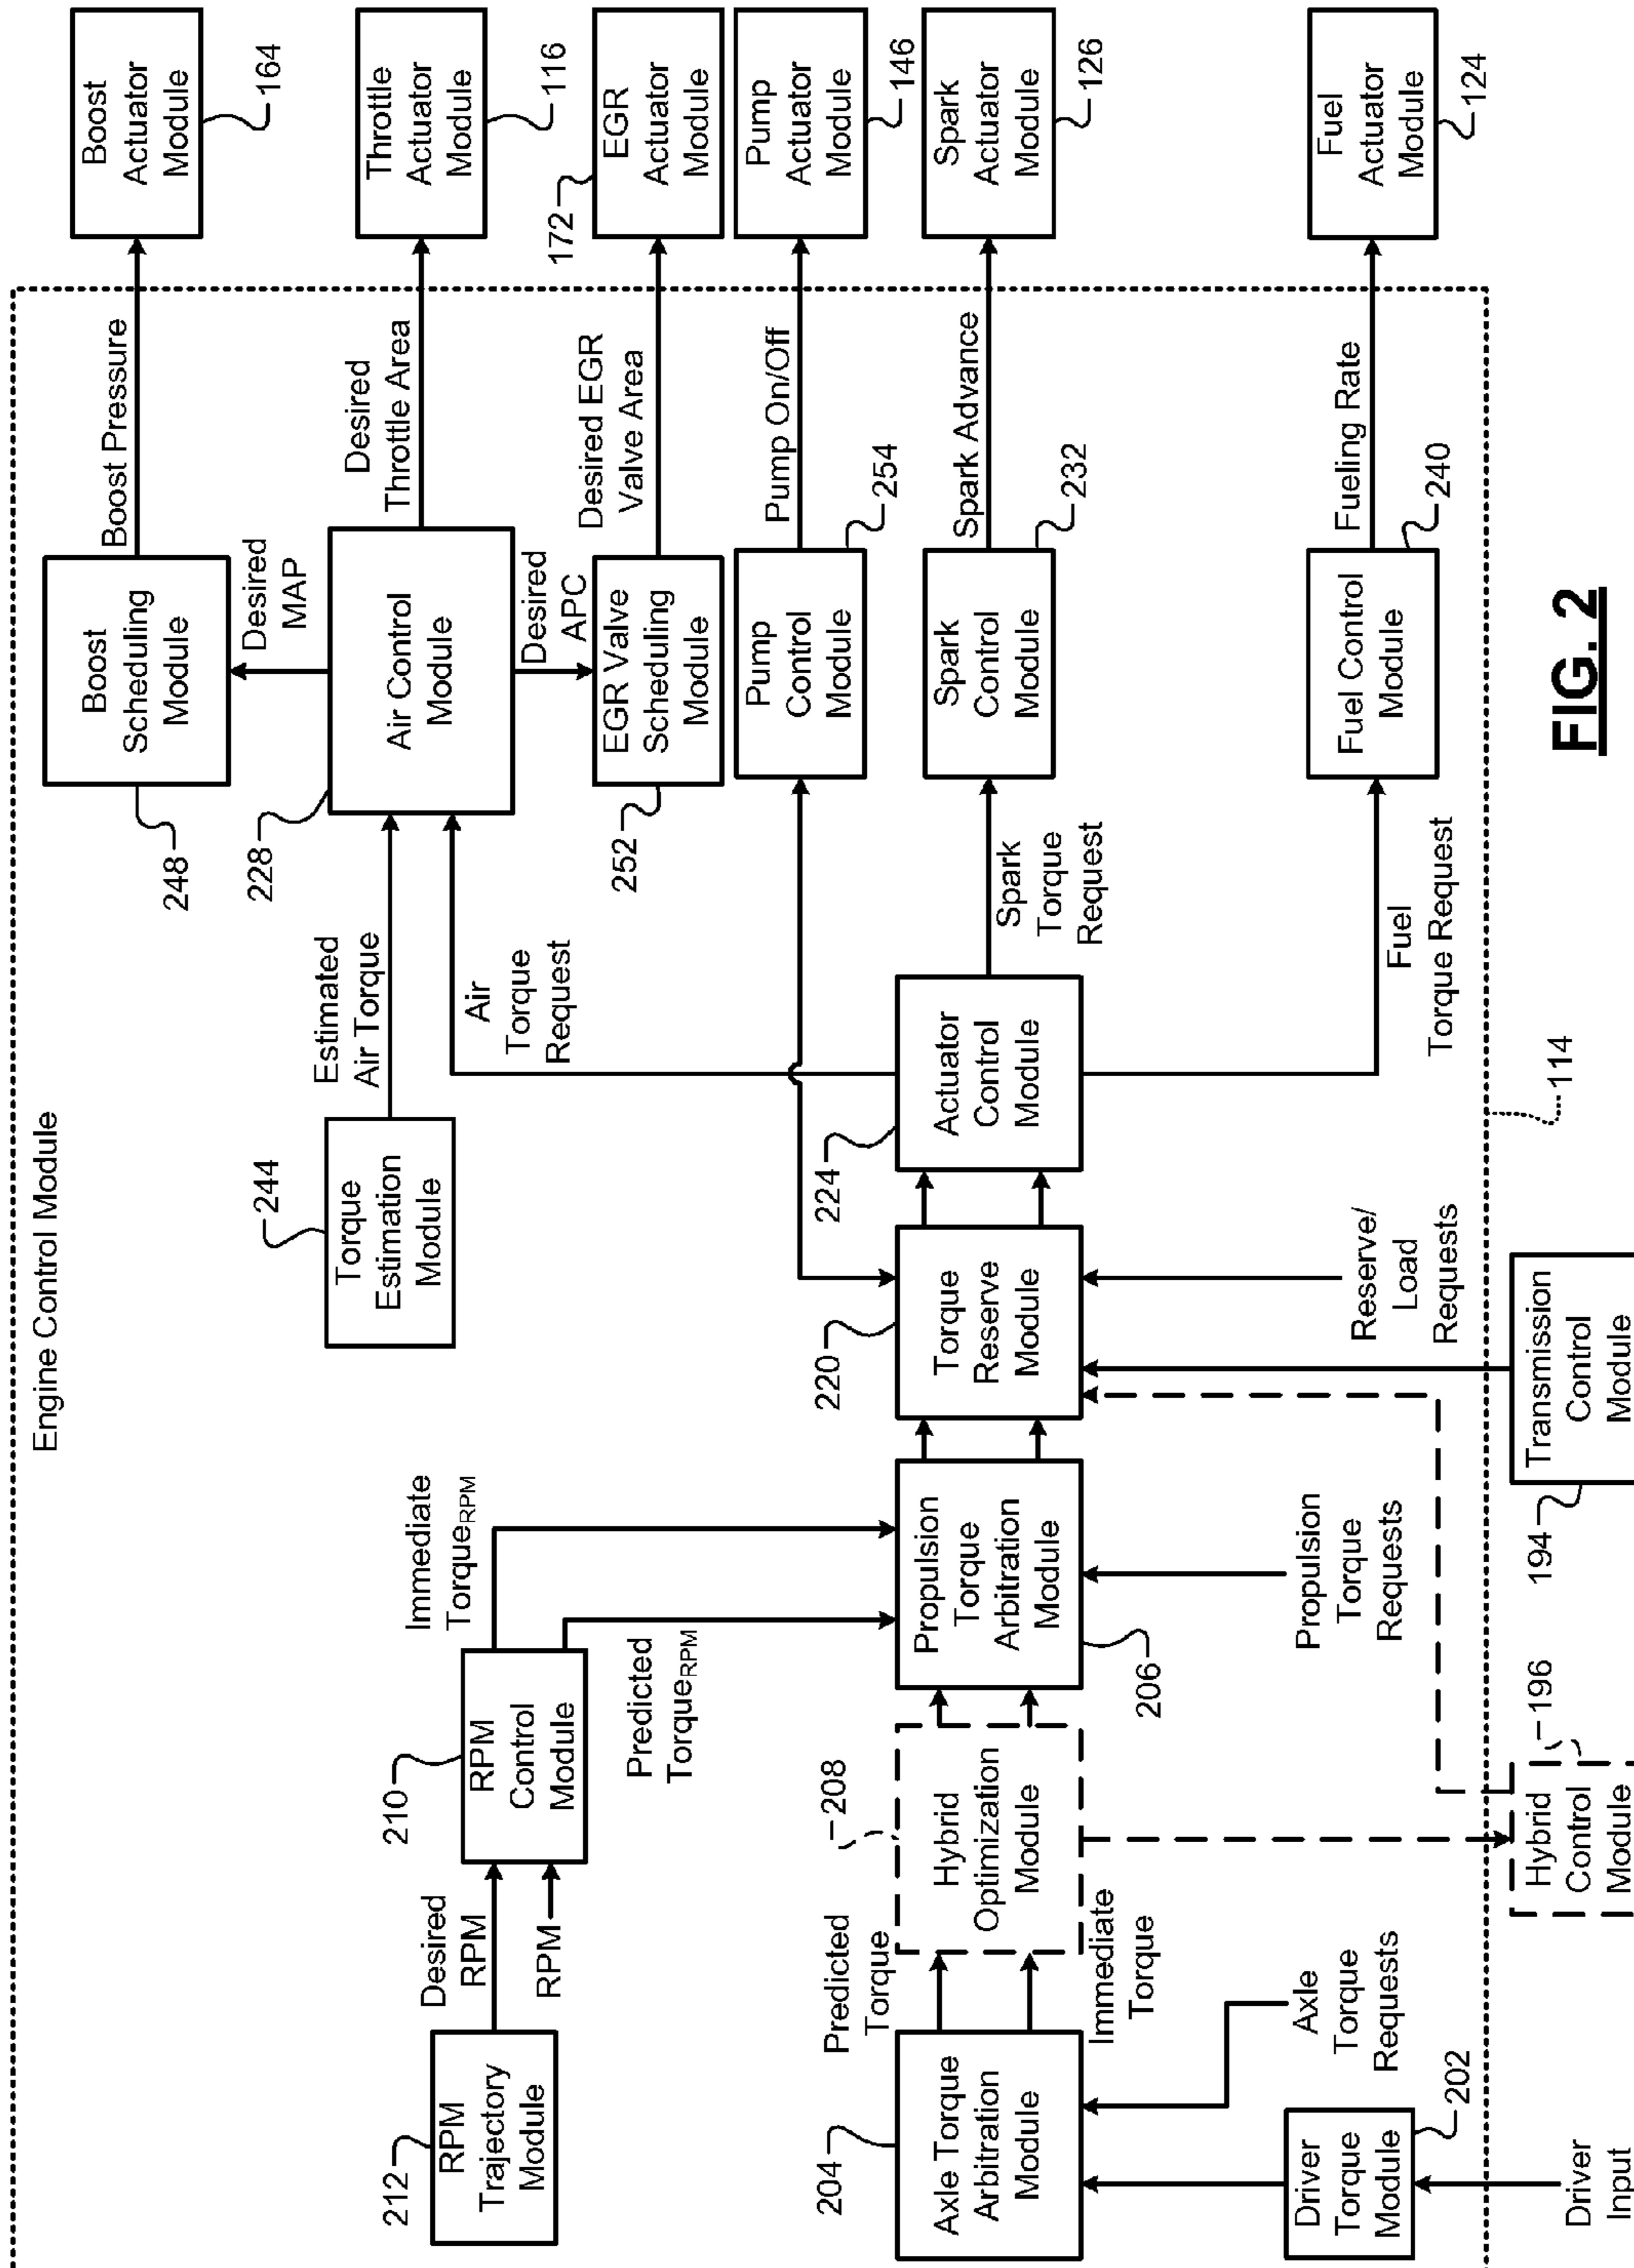 Engine Control Module
212
RPM
Trajectory
Module
Desired
RPM
RPM
210
RPM
Control
Module
Immediate
Torque_RPM
Predicted
Torque_RPM
244
Torque
Estimation
Module
Estimated
Air Torque
Air
Torque
Request
248
Boost
Scheduling
Module
Boost Pressure
Boost
Actuator
Module
164
Desired
MAP
228
Air Control
Module
Desired
Throttle Area
Throttle
Actuator
Module
116
Desired
APC
252
EGR Valve
Scheduling
Module
Desired EGR
Valve Area
172
EGR
Actuator
Module
Pump
Control
Module
254
Pump On/Off
Pump
Actuator
Module
146
204
Axle Torque
Arbitration
Module
Predicted
Torque
Immediate
Torque
208
Hybrid
Optimization
Module
Propulsion
Torque
Arbitration
Module
206
220
Torque
Reserve
Module
224
Actuator
Control
Module
Spark
Torque
Request
Spark
Control
Module
232
Spark Advance
Spark
Actuator
Module
126
Fuel
Torque Request
Fuel Control
Module
240
Fueling Rate
Fuel
Actuator
Module
124
Driver
Torque
Module
202
Axle
Torque
Requests
Propulsion
Torque
Requests
Reserve/
Load
Requests
114
Driver
Input
196
Hybrid
Control
Module
194
Transmission
Control
Module
FIG. 2